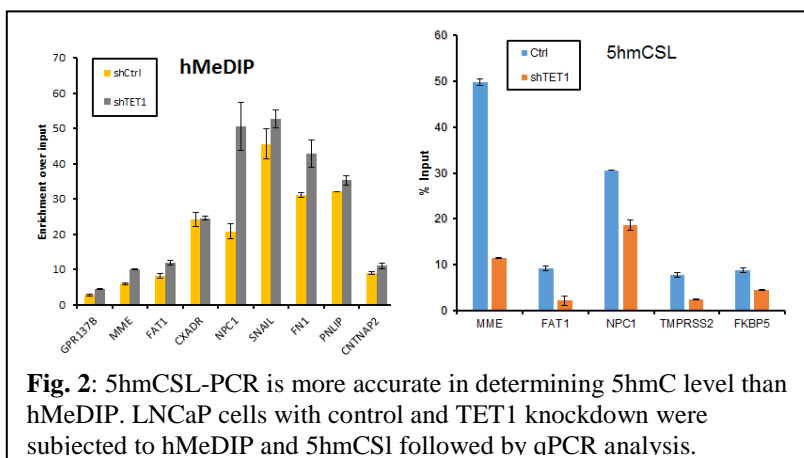 hMeDIP
shCtrl
shTET1
Enrichment over input
70
60
50
40
30
20
10
0
GPR137B
MME
FAT1
CXADR
NPC1
SNAIL
FN1
PNLIP
CNTNAP2
5hmCSL
Ctrl
shTET1
% Input
60
50
40
30
20
10
0
MME
FAT1
NPC1
TMPRSS2
FKBP5
Fig. 2: 5hmCSL-PCR is more accurate in determining 5hmC level than
hMeDIP. LNCaP cells with control and TET1 knockdown were
subjected to hMeDIP and 5hmCSl followed by qPCR analysis.